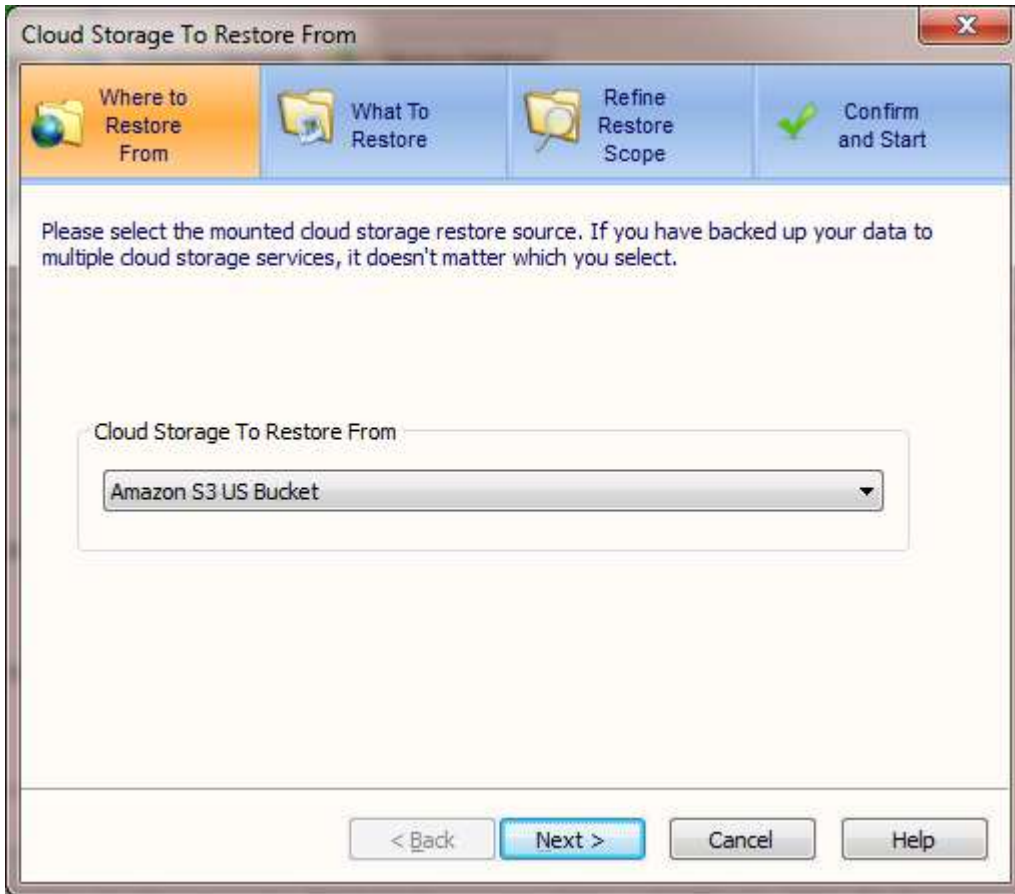 Cloud Storage To Restore From
Where to
Restore
From
What To
Restore
Refine
Restore
Scope
Confirm
and Start
Please select the mounted cloud storage restore source. If you have backed up your data to
multiple cloud storage services, it doesn't matter which you select.
Cloud Storage To Restore From
Amazon S3 US Bucket
< Back
Next >
Cancel
Help